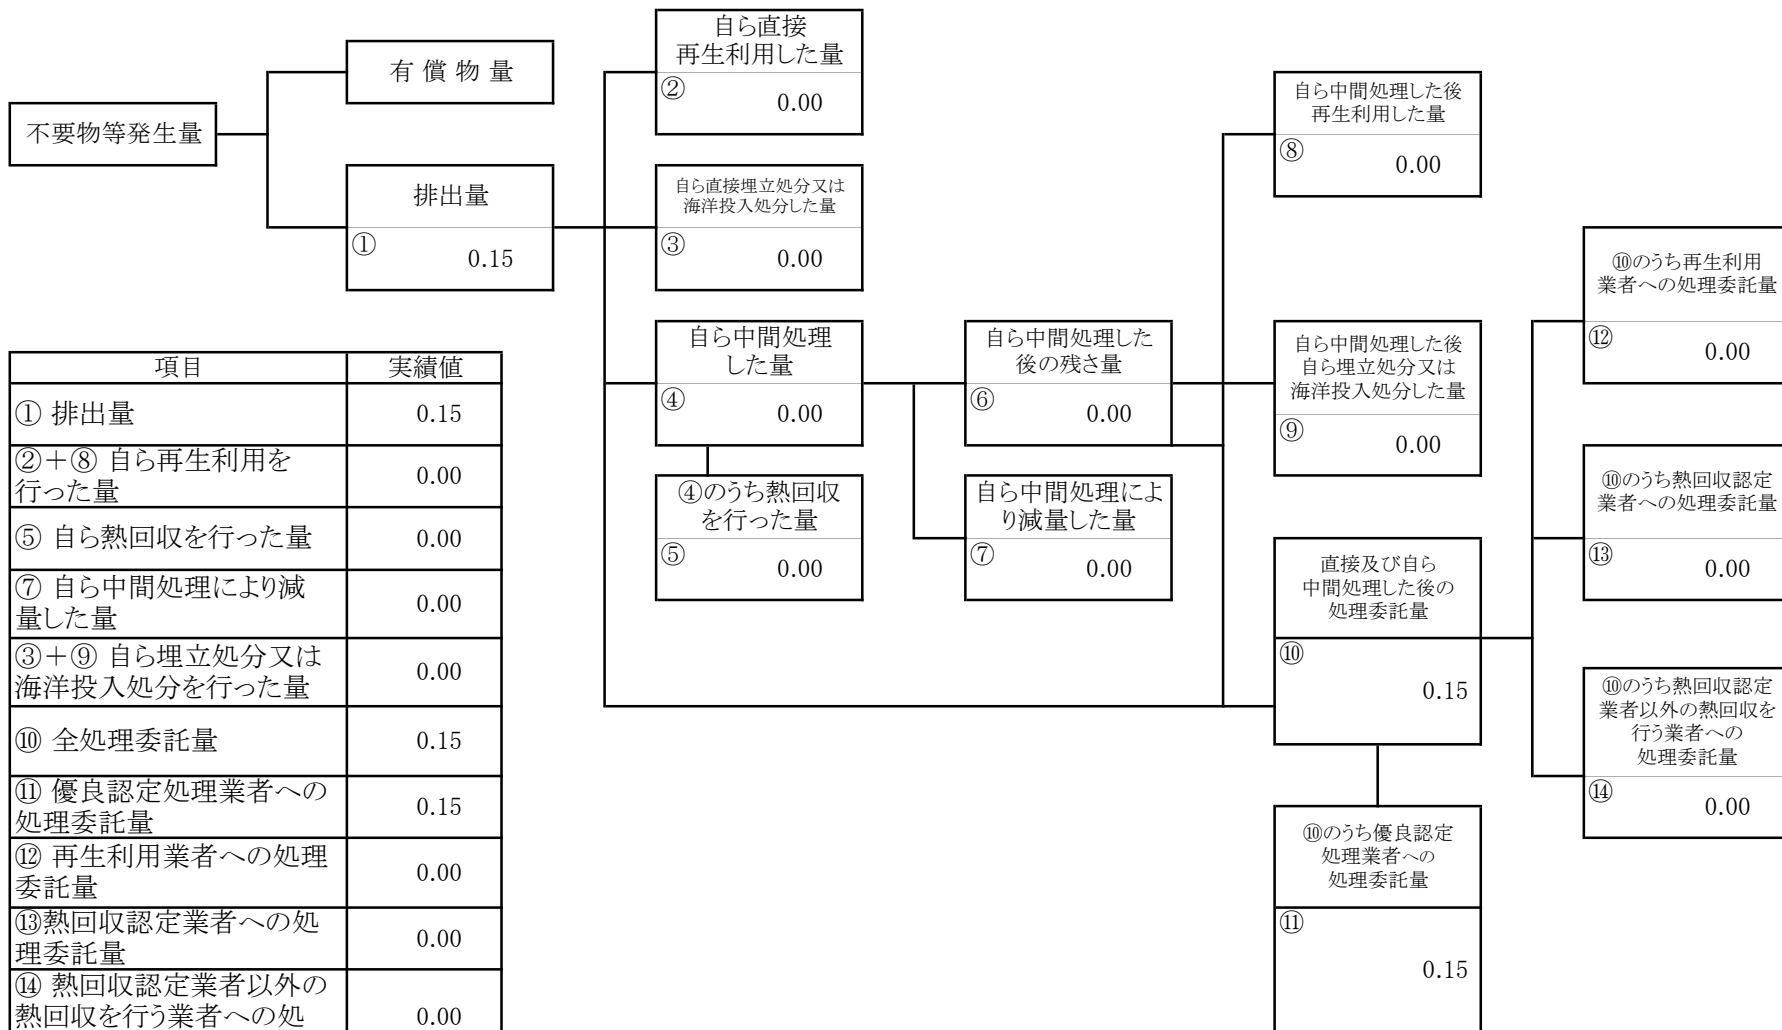 不要物等発生量
有償物量
排出量
①
0.15
自ら直接
再生利用した量
②
0.00
自ら直接埋立処分又は
海洋投入処分した量
③
0.00
自ら中間処理
した量
④
0.00
④のうち熱回収
を行った量
⑤
0.00
自ら中間処理した
後の残さ量
⑥
0.00
自ら中間処理によ
り減量した量
⑦
0.00
自ら中間処理した後
再生利用した量
⑧
0.00
自ら中間処理した後
自ら埋立処分又は
海洋投入処分した量
⑨
0.00
直接及び自ら
中間処理した後の
処理委託量
⑩
0.15
⑩のうち優良認定
処理業者への
処理委託量
⑪
0.15
⑩のうち再生利用
業者への処理委託量
⑫
0.00
⑩のうち熱回収認定
業者への処理委託量
⑬
0.00
⑩のうち熱回収認定
業者以外の熱回収を
行う業者への
処理委託量
⑭
0.00
項目 実績値
① 排出量 0.15
②＋⑧ 自ら再生利用を
行った量 0.00
⑤ 自ら熱回収を行った量 0.00
⑦ 自ら中間処理により減
量した量 0.00
③＋⑨ 自ら埋立処分又は
海洋投入処分を行った量 0.00
⑩ 全処理委託量 0.15
⑪ 優良認定処理業者への
処理委託量 0.15
⑫ 再生利用業者への処理
委託量 0.00
⑬熱回収認定業者への処
理委託量 0.00
⑭ 熱回収認定業者以外の
熱回収を行う業者への処 0.00